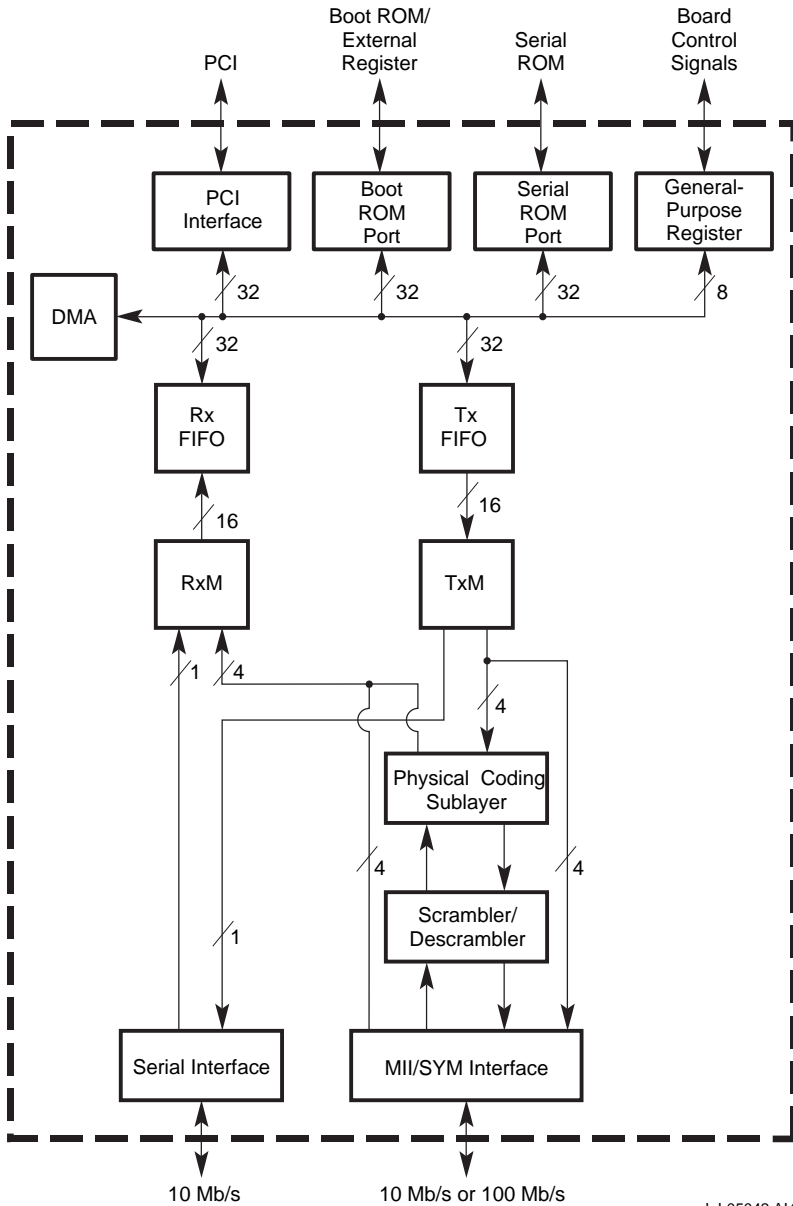 PCI
Boot ROM/
External
Register
Serial
ROM
Board
Control
Signals
PCI
Interface
Boot
ROM
Port
Serial
ROM
Port
General-
Purpose
Register
32
32
32
8
DMA
32
32
Rx
FIFO
Tx
FIFO
16
16
RxM
TxM
1
4
4
Physical Coding
Sublayer
4
4
Scrambler/
Descrambler
1
Serial Interface
MII/SYM Interface
10 Mb/s
10 Mb/s or 100 Mb/s